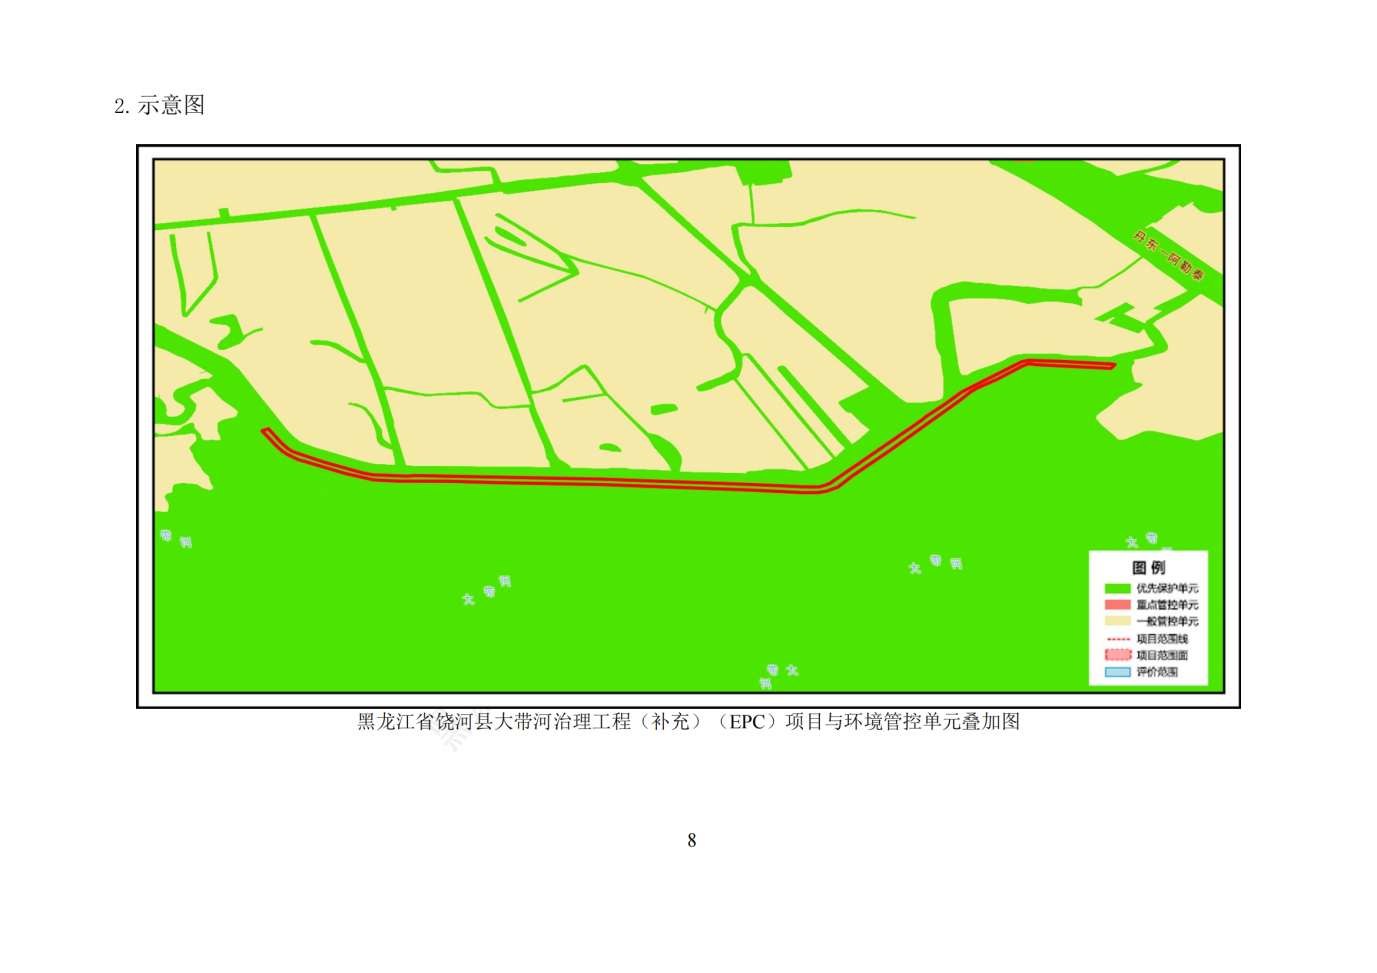 2. 示意图
丹东—阿勒泰
带河
大带河
大带河
大带
带大
河
图例
优先保护单元
重点管控单元
一般管控单元
项目范围线
项目范围面
评价范围
黑龙江省饶河县大带河治理工程（补充）（EPC）项目与环境管控单元叠加图
8